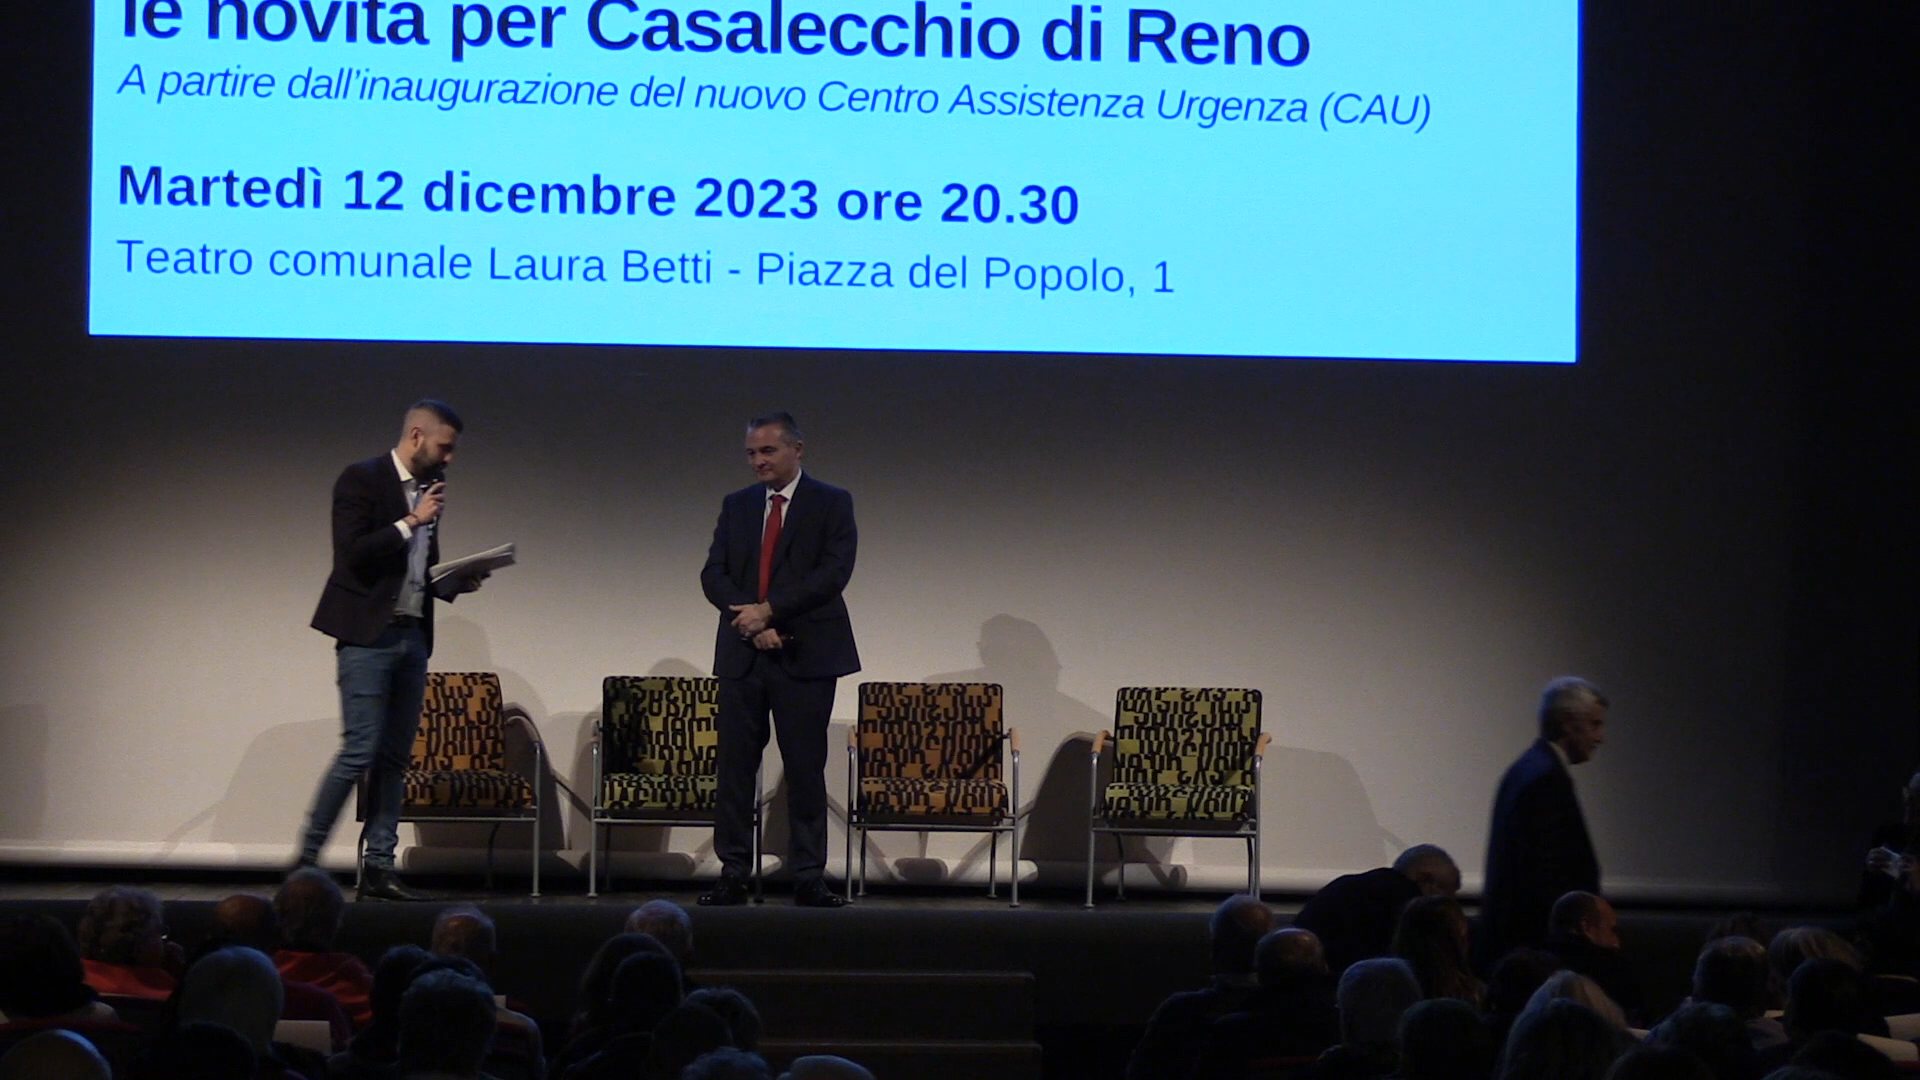 le novità per Casalecchio di Reno
A partire dall'inaugurazione del nuovo Centro Assistenza Urgenza (CAU)
Martedì 12 dicembre 2023 ore 20.30
Teatro comunale Laura Betti - Piazza del Popolo, 1